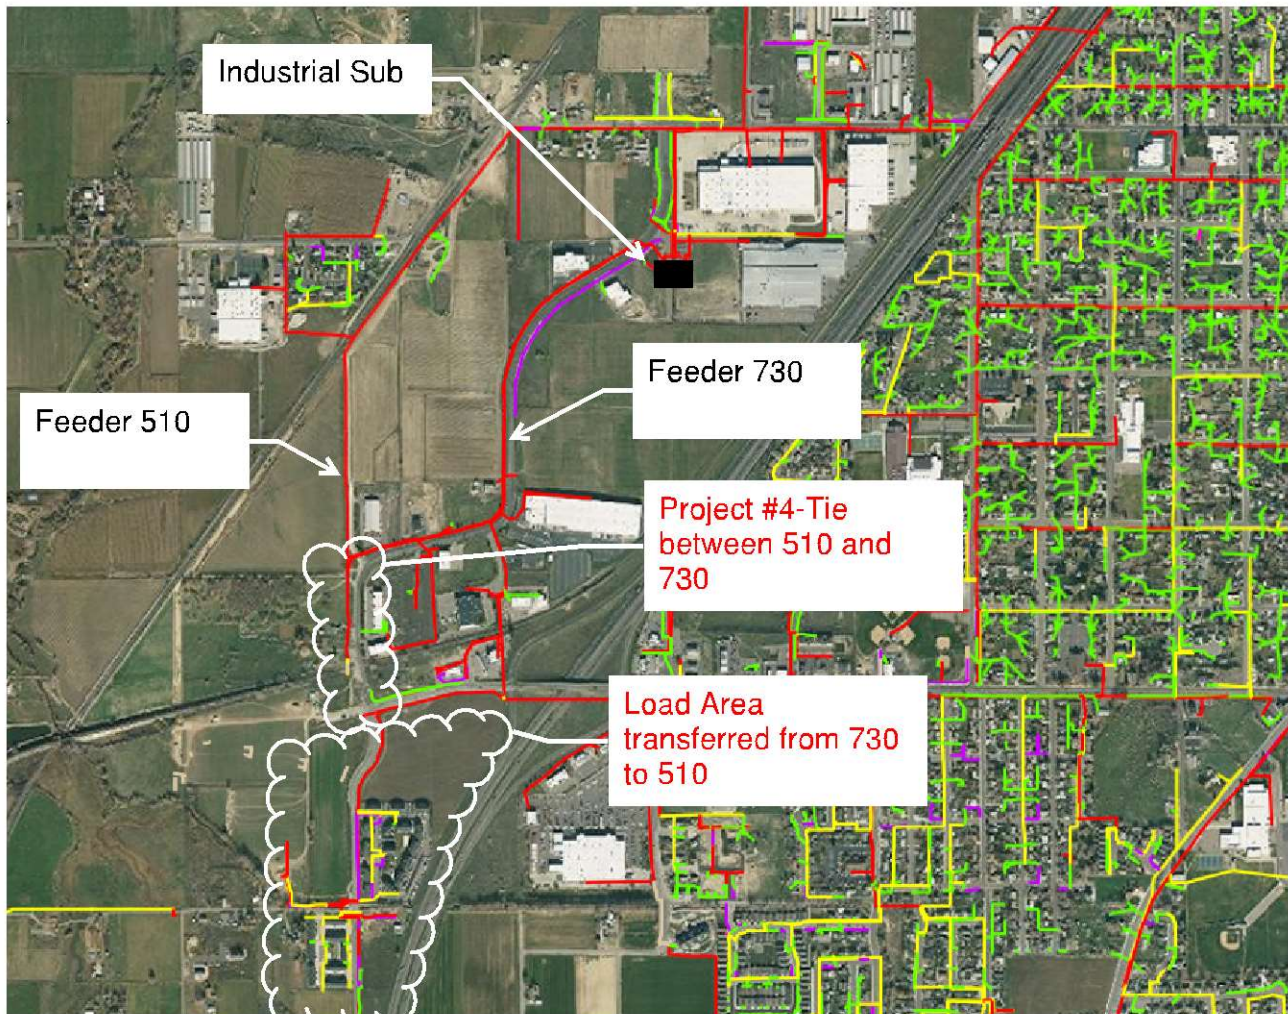 Industrial Sub
Feeder 730
Feeder 510
Project #4-Tie
between 510 and
730
Load Area
transferred from 730
to 510